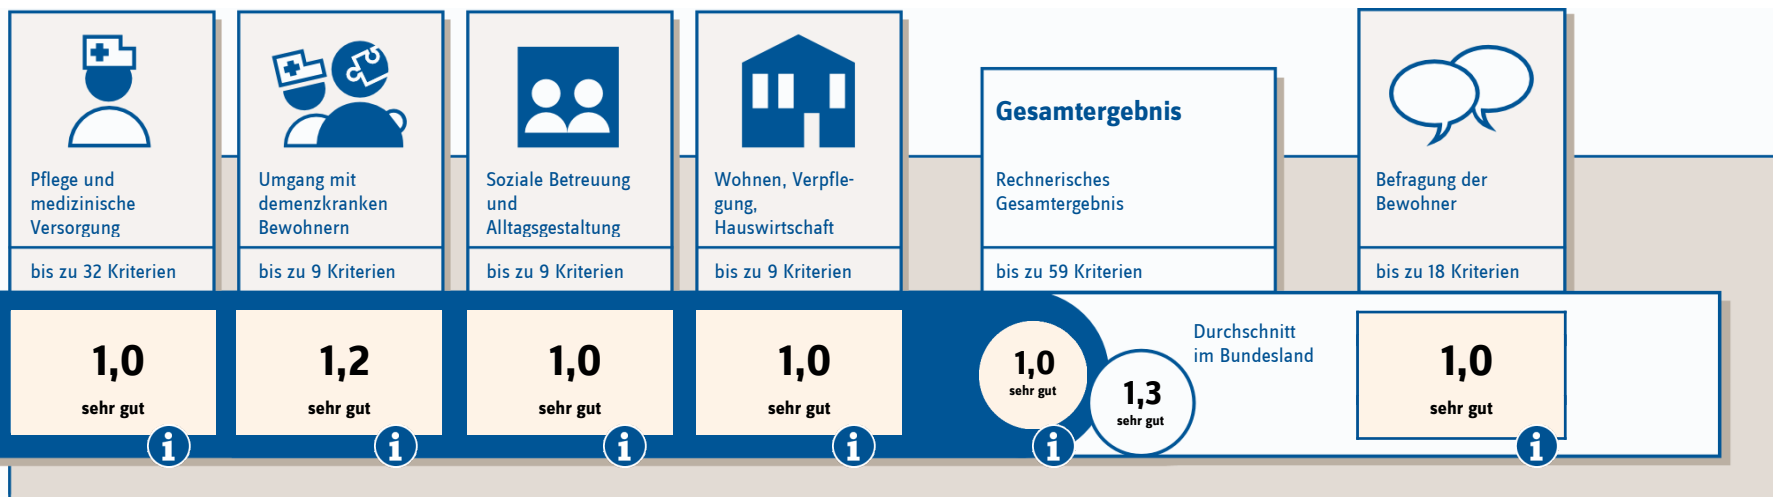 Pflege und
medizinische
Versorgung
bis zu 32 Kriterien
1,0
sehr gut
Umgang mit
demenzkranken
Bewohnern
bis zu 9 Kriterien
1,2
sehr gut
Soziale Betreuung
und
Alltagsgestaltung
bis zu 9 Kriterien
1,0
sehr gut
Wohnen, Verpfle-
gung,
Hauswirtschaft
bis zu 9 Kriterien
1,0
sehr gut
Gesamtergebnis
Rechnerisches
Gesamtergebnis
bis zu 59 Kriterien
1,0
sehr gut
1,3
sehr gut
Durchschnitt
im Bundesland
Befragung der
Bewohner
bis zu 18 Kriterien
1,0
sehr gut